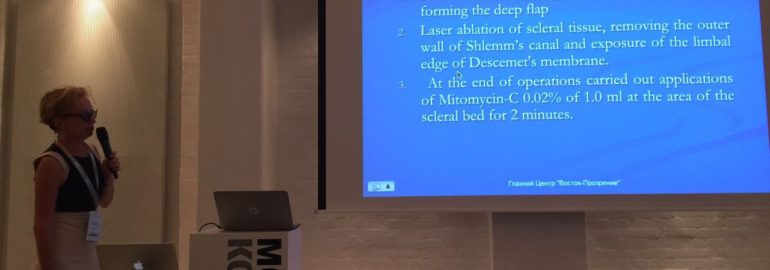 forming the deep flap
2. Laser ablation of scleral tissue, removing the outer
wall of Shlemm's canal and exposure of the limbal
edge of Descemet's membrane.
3. At the end of operations carried out applications
of Mitomycin-C 0.02% of 1.0 ml at the area of the
scleral bed for 2 minutes.
Глазной Центр "Восток-Прозрение"
hp